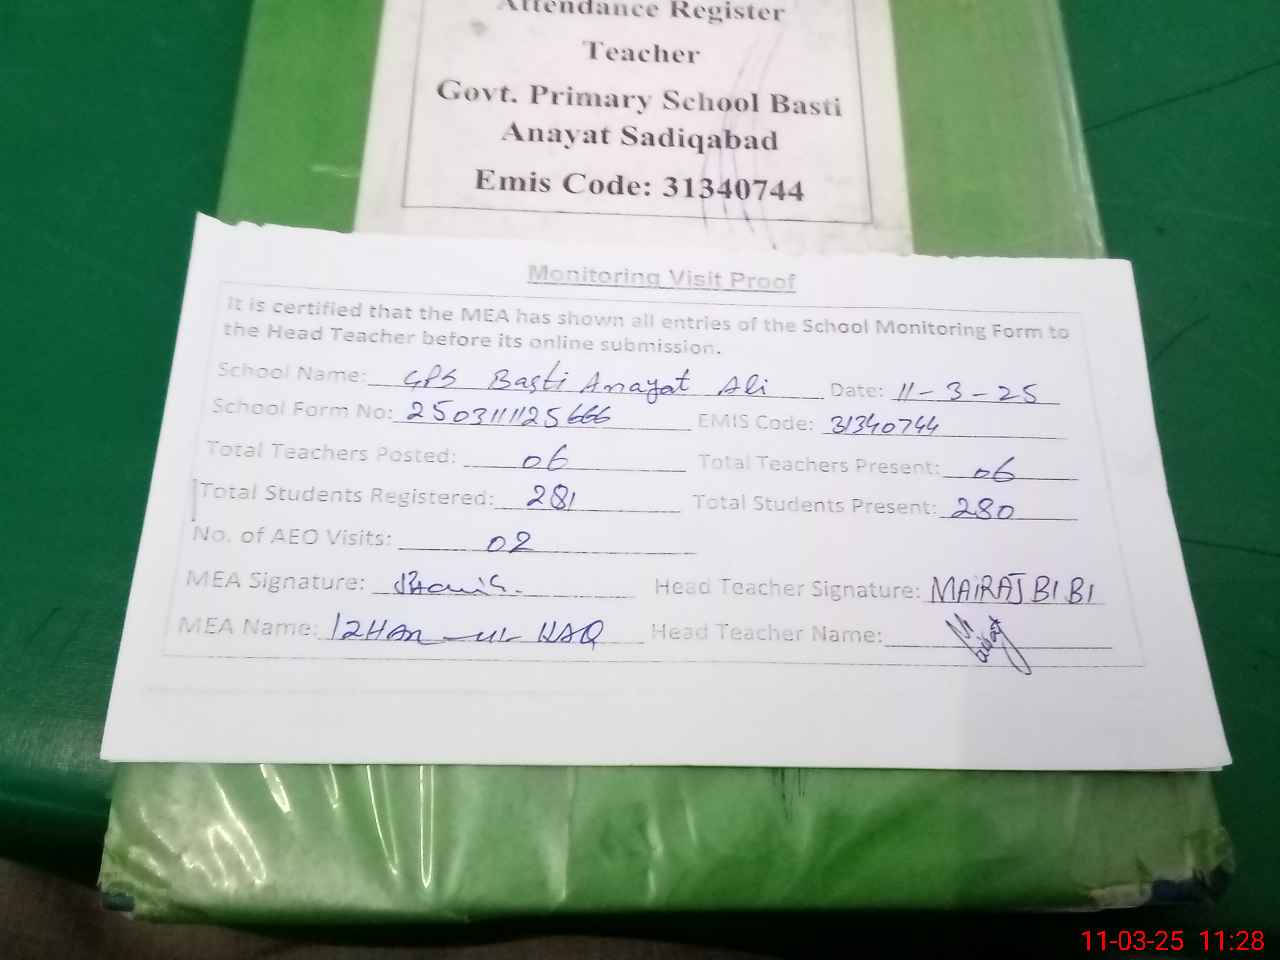 Attendance Register
Teacher
Govt. Primary School Basti
Anayat Sadiqabad
Emis Code: 31340744
Monitoring Visit Proof
It is certified that the MEA has shown all entries of the School Monitoring Form to
the Head Teacher before its online submission.
School Name: GPS Basti Anayat Ali Date: 11-3-25
School Form No: 250311125666 EMIS Code: 31340744
Total Teachers Posted: 06 Total Teachers Present: 06
Total Students Registered: 281 Total Students Present: 280
No. of AEO Visits: 02
MEA Signature: Head Teacher Signature: MAIRAJ BIBI
MEA Name: IZHAR-ul-HAQ Head Teacher Name:
11-03-25 11:28